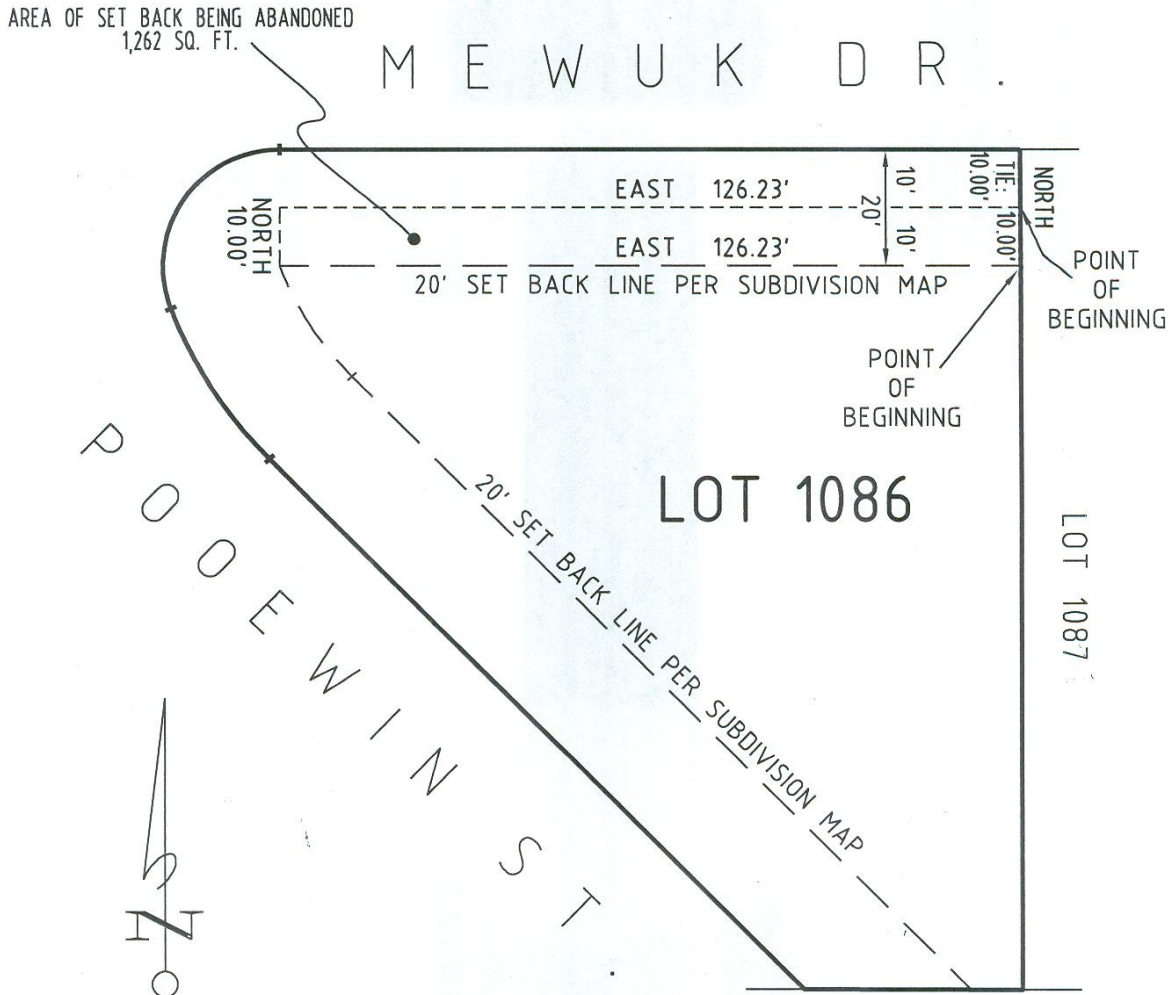 AREA OF SET BACK BEING ABANDONED
1,262 SQ. FT.
MEWUK DR.
EAST 126.23'
10'
TIE:
10.00'
NORTH
20'
NORTH
10.00'
EAST 126.23'
10'
10.00'
20' SET BACK LINE PER SUBDIVISION MAP
POINT
OF
BEGINNING
POINT
OF
BEGINNING
LOT 1086
20' SET BACK LINE PER SUBDIVISION MAP
LOT 1087
POOEWIN ST.
N